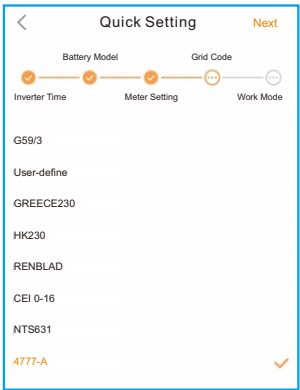 Quick Setting Next
Battery Model Grid Code
Inverter Time Meter Setting Work Mode
G59/3
User-define
GREECE230
HK230
RENBLAD
CEI 0-16
NTS631
4777-A